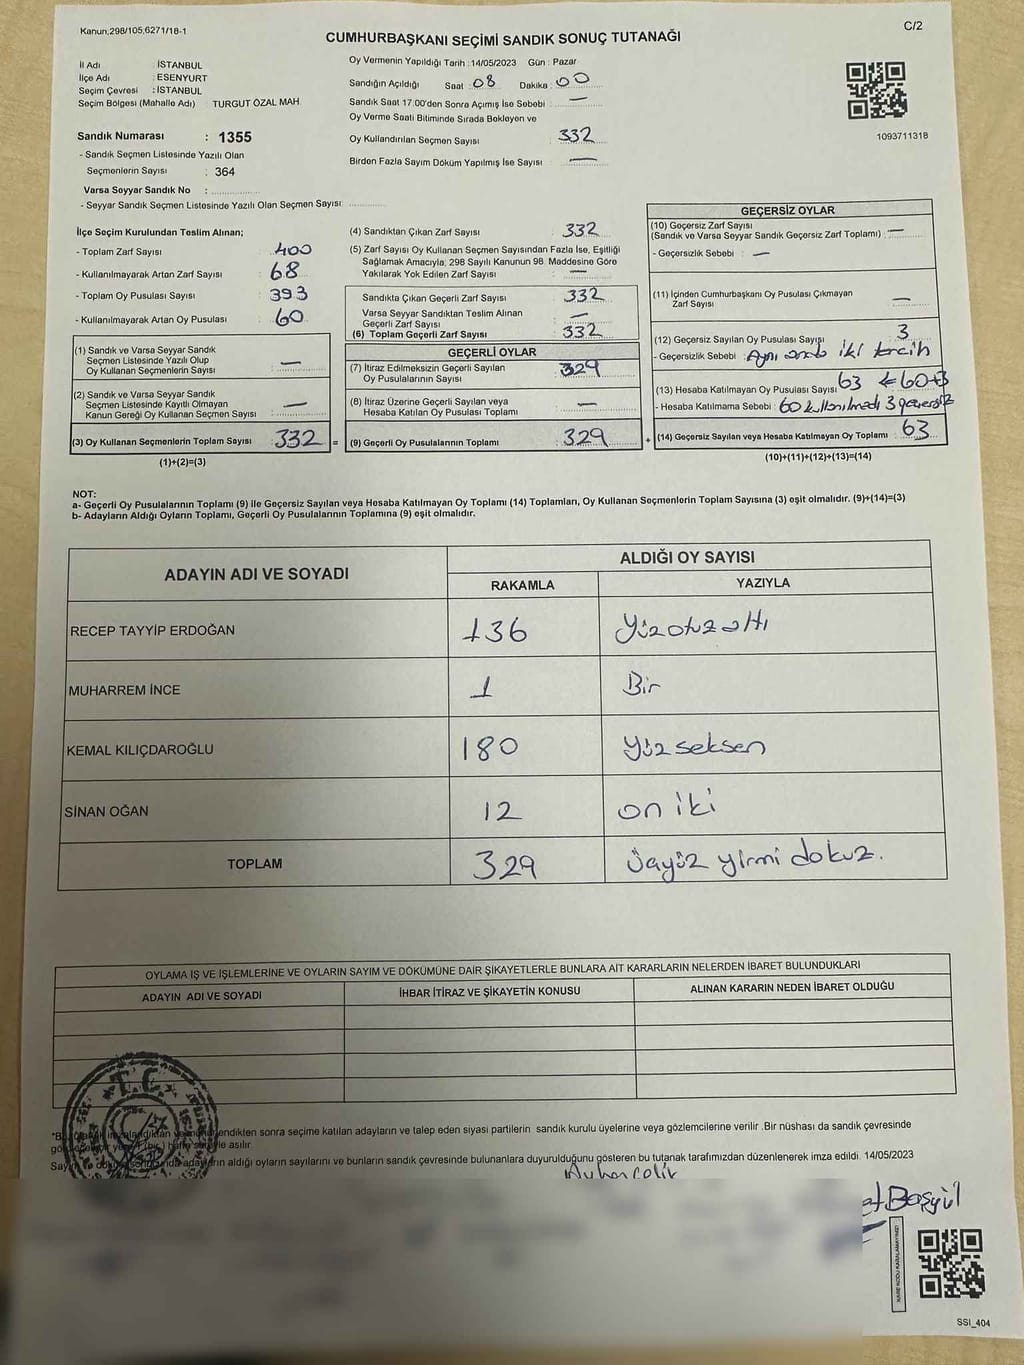 Kanun,298/105,6271/18-1
C/2
CUMHURBAŞKANI SEÇİMİ SANDIK SONUÇ TUTANAĞI
İl Adı : İSTANBUL
İlçe Adı : ESENYURT
Seçim Çevresi : İSTANBUL
Seçim Bölgesi (Mahalle Adı) TURGUT ÖZAL MAH.
Sandık Numarası : 1355
- Sandık Seçmen Listesinde Yazılı Olan
Seçmenlerin Sayısı : 364
Varsa Seyyar Sandık No :
- Seyyar Sandık Seçmen Listesinde Yazılı Olan Seçmen Sayısı:
Oy Vermenin Yapıldığı Tarih :14/05/2023 Gün : Pazar
Sandığın Açıldığı Saat : 08 Dakika : 00
Sandık Saat 17:00'den Sonra Açımış İse Sebebi : —
Oy Verme Saati Bitiminde Sırada Bekleyen ve
Oy Kullandırılan Seçmen Sayısı : 332
Birden Fazla Sayım Döküm Yapılmış İse Sayısı : —
1093711318
İlçe Seçim Kurulundan Teslim Alınan;
- Toplam Zarf Sayısı : 400
- Kullanılmayarak Artan Zarf Sayısı : 68
- Toplam Oy Pusulası Sayısı : 393
- Kullanılmayarak Artan Oy Pusulası : 60
(1) Sandık ve Varsa Seyyar Sandık
Seçmen Listesinde Yazılı Olup
Oy Kullanan Seçmenlerin Sayısı : —
(2) Sandık ve Varsa Seyyar Sandık
Seçmen Listesinde Kayıtlı Olmayan
Kanun Gereği Oy Kullanan Seçmen Sayısı : —
(3) Oy Kullanan Seçmenlerin Toplam Sayısı : 332 =
(1)+(2)=(3)
(4) Sandıktan Çıkan Zarf Sayısı : 332
(5) Zarf Sayısı Oy Kullanan Seçmen Sayısından Fazla İse, Eşitliği
Sağlamak Amacıyla; 298 Sayılı Kanunun 98. Maddesine Göre
Yakılarak Yok Edilen Zarf Sayısı : —
Sandıkta Çıkan Geçerli Zarf Sayısı : 332
Varsa Seyyar Sandıktan Teslim Alınan
Geçerli Zarf Sayısı : —
(6) Toplam Geçerli Zarf Sayısı : 332
GEÇERLİ OYLAR
(7) İtiraz Edilmeksizin Geçerli Sayılan
Oy Pusulalarının Sayısı : 329
(8) İtiraz Üzerine Geçerli Sayılan veya
Hesaba Katılan Oy Pusulası Toplamı : —
(9) Geçerli Oy Pusulalarının Toplamı : 329 +
GEÇERSİZ OYLAR
(10) Geçersiz Zarf Sayısı
(Sandık ve Varsa Seyyar Sandık Geçersiz Zarf Toplamı) : —
- Geçersizlik Sebebi : —
(11) İçinden Cumhurbaşkanı Oy Pusulası Çıkmayan
Zarf Sayısı : —
(12) Geçersiz Sayılan Oy Pusulaşı Sayışı : 3
- Geçersizlik Sebebi : Aynı anda iki tercih
(13) Hesaba Katılmayan Oy Pusulası Sayısı : 63 ← 60+3
- Hesaba Katılmama Sebebi : 60 kullanılmadı 3 geçersiz
(14) Geçersiz Sayılan veya Hesaba Katılmayan Oy Toplamı : 63
(10)+(11)+(12)+(13)=(14)
NOT:
a- Geçerli Oy Pusulalarının Toplamı (9) ile Geçersiz Sayılan veya Hesaba Katılmayan Oy Toplamı (14) Toplamları, Oy Kullanan Seçmenlerin Toplam Sayısına (3) eşit olmalıdır. (9)+(14)=(3)
b- Adayların Aldığı Oyların Toplamı, Geçerli Oy Pusulalarının Toplamına (9) eşit olmalıdır.
ADAYIN ADI VE SOYADI
ALDIĞI OY SAYISI
RAKAMLA YAZIYLA
RECEP TAYYİP ERDOĞAN 136 Yüzotuzaltı
MUHARREM İNCE 1 Bir
KEMAL KILIÇDAROĞLU 180 Yüz seksen
SİNAN OĞAN 12 on iki
TOPLAM 329 Üçyüz yirmi dokuz.
OYLAMA İŞ VE İŞLEMLERİNE VE OYLARIN SAYIM VE DÖKÜMÜNE DAİR ŞİKAYETLERLE BUNLARA AİT KARARLARIN NELERDEN İBARET BULUNDUKLARI
ADAYIN ADI VE SOYADI İHBAR İTİRAZ VE ŞİKAYETİN KONUSU ALINAN KARARIN NEDEN İBARET OLDUĞU
T.C.
sonra seçime katılan adayların ve talep eden siyasi partilerin sandık kurulu üyelerine veya gözlemcilerine verilir .Bir nüshası da sandık çevresinde
asılır.
aldığı oyların sayılarını ve bunların sandık çevresinde bulunanlara duyurulduğunu gösteren bu tutanak tarafımızdan düzenlenerek imza edildi. 14/05/2023
Başgül
SSI_404